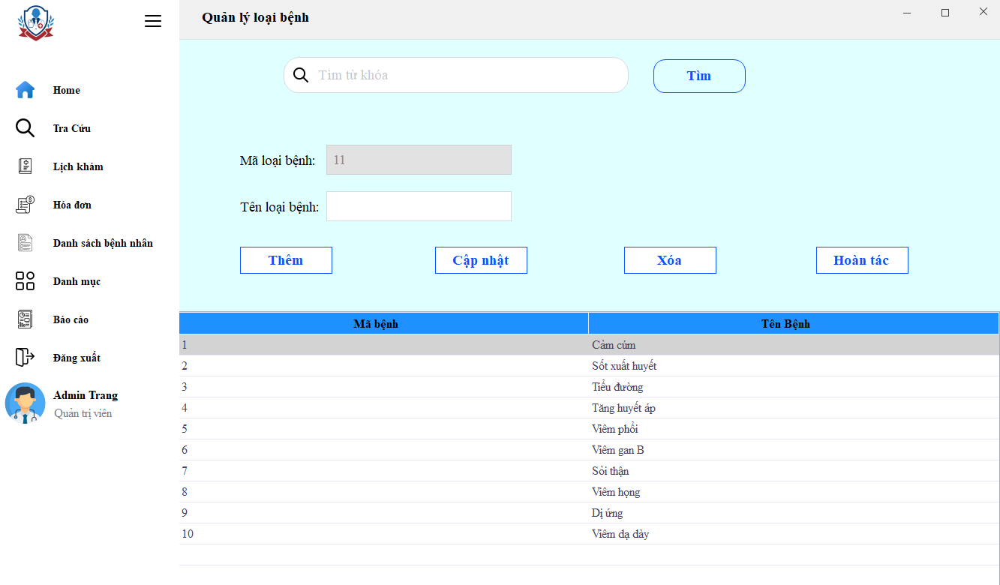 Quản lý loại bệnh
Home
Tra Cứu
Lịch khám
Hóa đơn
Danh sách bệnh nhân
Danh mục
Báo cáo
Đăng xuất
Admin Trang
Quản trị viên
Tìm từ khóa
Tìm
Mã loại bệnh: 11
Tên loại bệnh:
Thêm Cập nhật Xóa Hoàn tác
Mã bệnh Tên Bệnh
1 Cảm cúm
2 Sốt xuất huyết
3 Tiểu đường
4 Tăng huyết áp
5 Viêm phổi
6 Viêm gan B
7 Sỏi thận
8 Viêm họng
9 Dị ứng
10 Viêm dạ dày